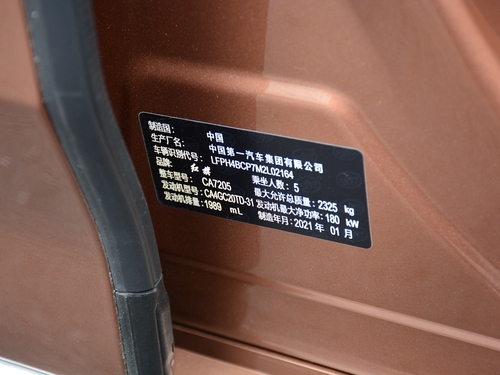 制造国: 中国
生产厂名: 中国第一汽车集团有限公司
车辆识别代号: LFPH4BCP7M2L02164
品牌: 红旗 乘坐人数: 5
整车型号: CA7205 最大允许总质量: 2325 kg
发动机型号: CA4GC20TD-31 发动机最大净功率: 180 kW
发动机排量: 1989 mL 制造年月: 2021 年 01 月